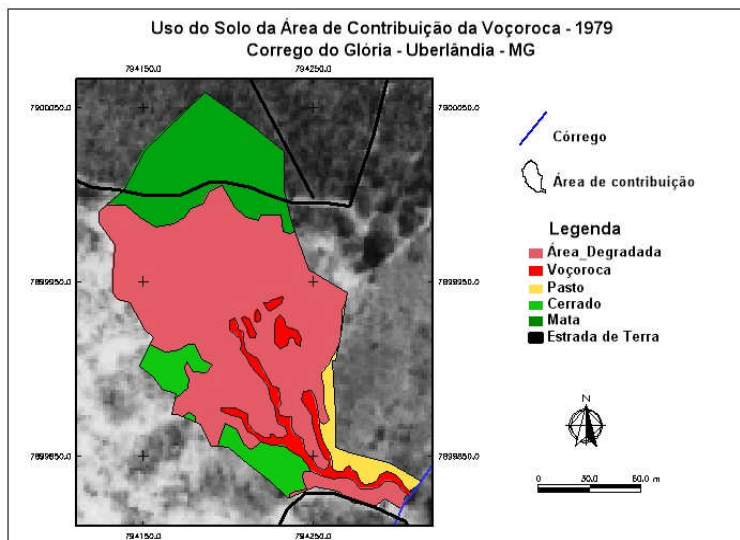 Uso do Solo da Área de Contribuição da Voçoroca - 1979
Corrego do Glória - Uberlândia - MG
794150.0 794250.0
7900050.0 7900050.0
7899950.0 7899950.0
7899850.0 7899850.0
794150.0 794250.0
Córrego
Área de contribuição
Legenda
Área_Degradada
Voçoroca
Pasto
Cerrado
Mata
Estrada de Terra
N
0 30.0 60.0 m